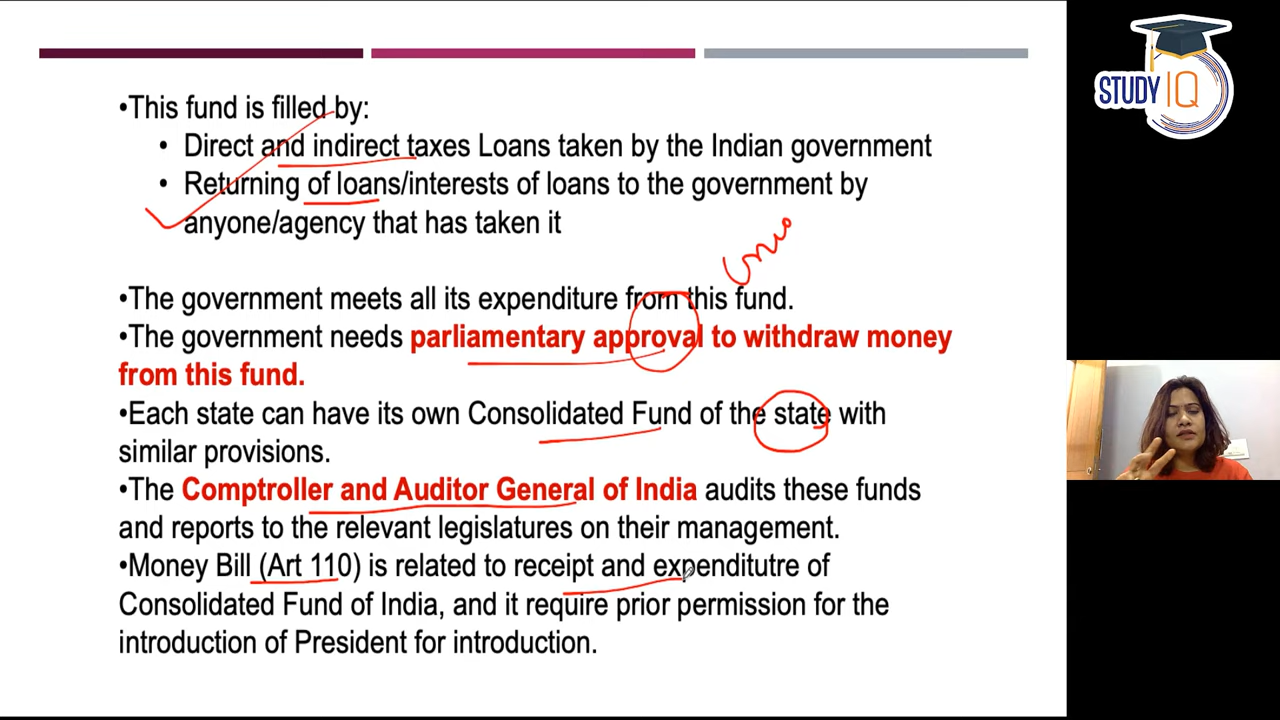 •This fund is filled by:
• Direct and indirect taxes Loans taken by the Indian government
• Returning of loans/interests of loans to the government by
anyone/agency that has taken it
•The government meets all its expenditure from this fund.
•The government needs parliamentary approval to withdraw money
from this fund.
•Each state can have its own Consolidated Fund of the state with
similar provisions.
•The Comptroller and Auditor General of India audits these funds
and reports to the relevant legislatures on their management.
•Money Bill (Art 110) is related to receipt and expenditutre of
Consolidated Fund of India, and it require prior permission for the
introduction of President for introduction.
STUDY IQ